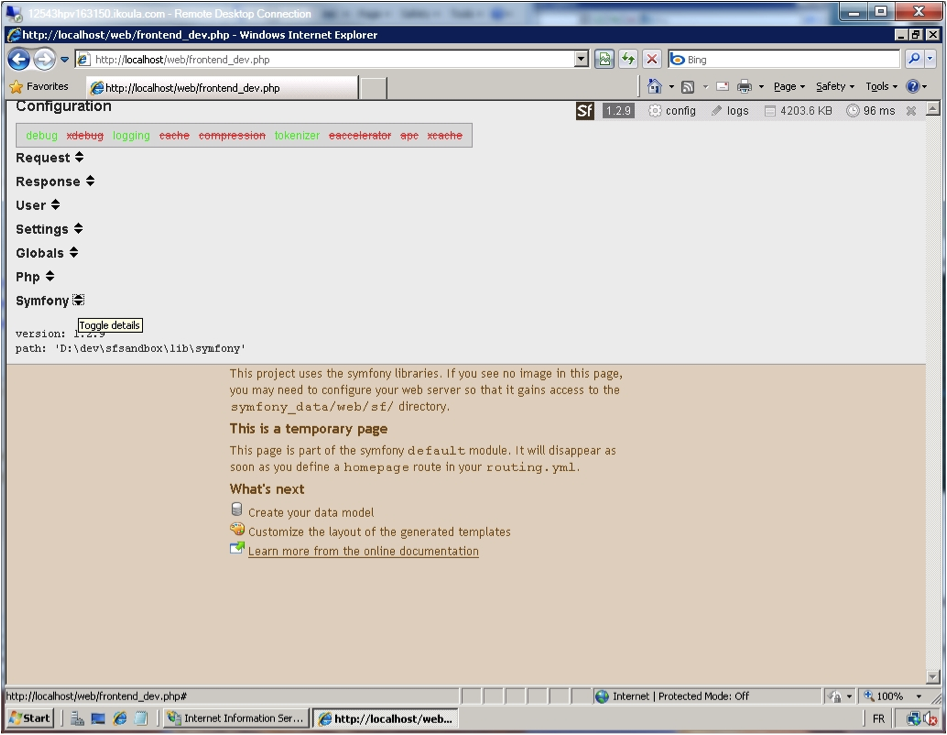 12543hpv163150.ikoula.com - Remote Desktop Connection
http://localhost/web/frontend_dev.php - Windows Internet Explorer
http://localhost/web/frontend_dev.php
Bing
Favorites
http://localhost/web/frontend_dev.php
Page
Safety
Tools
Configuration
Sf 1.2.9 config logs 4203.6 KB 96 ms
debug xdebug logging cache compression tokenizer eaccelerator apc xcache
Request
Response
User
Settings
Globals
Php
Symfony
Toggle details
version: 1.2.9
path: 'D:\dev\sfsandbox\lib\symfony'
This project uses the symfony libraries. If you see no image in this page,
you may need to configure your web server so that it gains access to the
symfony_data/web/sf/ directory.
This is a temporary page
This page is part of the symfony default module. It will disappear as
soon as you define a homepage route in your routing.yml.
What's next
Create your data model
Customize the layout of the generated templates
Learn more from the online documentation
http://localhost/web/frontend_dev.php#
Internet | Protected Mode: Off
100%
Start
Internet Information Ser...
http://localhost/web...
FR